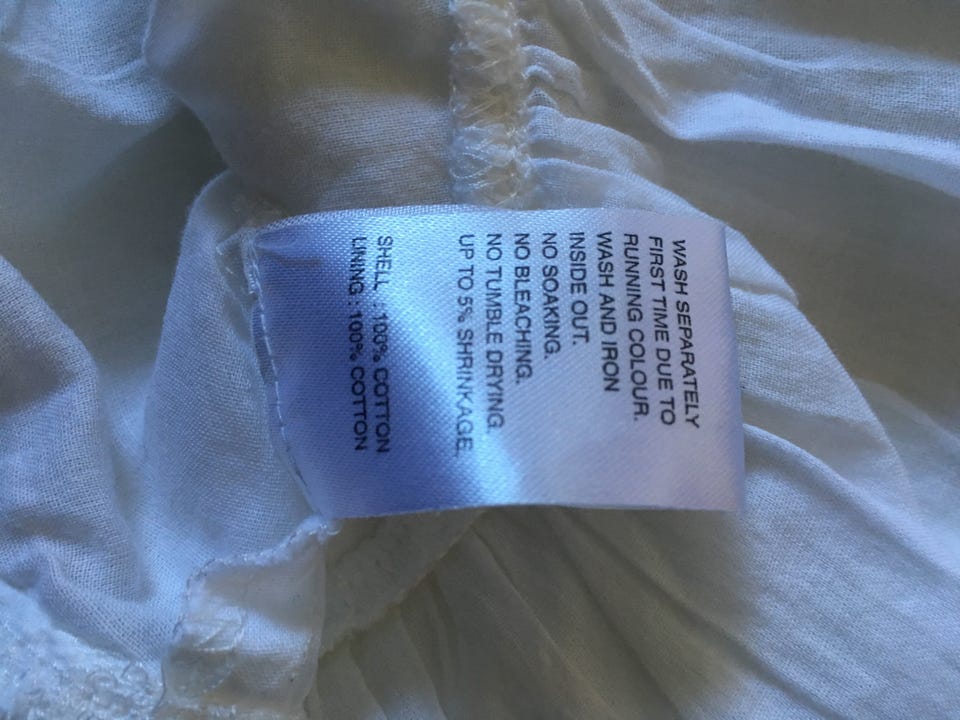 WASH SEPARATELY
FIRST TIME DUE TO
RUNNING COLOUR.
WASH AND IRON
INSIDE OUT.
NO SOAKING.
NO BLEACHING.
NO TUMBLE DRYING.
UP TO 5% SHRINKAGE.
SHELL : 100% COTTON
LINING : 100% COTTON